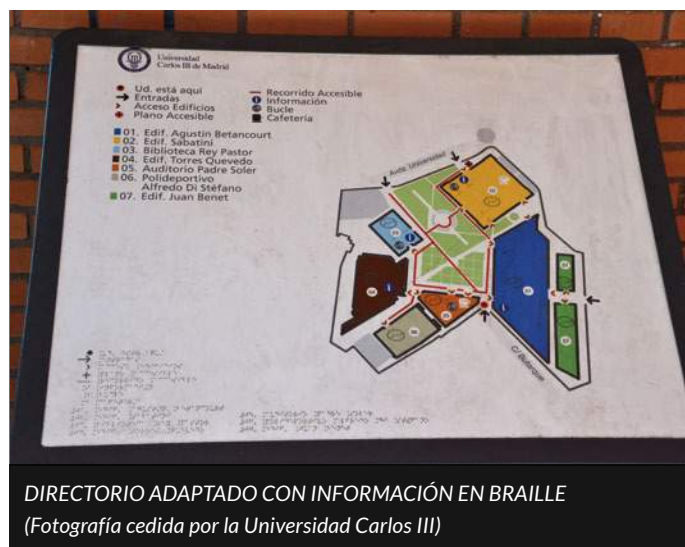 Universidad
Carlos III de Madrid
Ud. está aquí
Entradas
Acceso Edificios
Plano Accesible
Recorrido Accesible
Información
Bucle
Cafetería
01. Edif. Agustín Betancourt
02. Edif. Sabatini
03. Biblioteca Rey Pastor
04. Edif. Torres Quevedo
05. Auditorio Padre Soler
06. Polideportivo
Alfredo Di Stéfano
07. Edif. Juan Benet
Avda. Universidad
C/ Butarque
DIRECTORIO ADAPTADO CON INFORMACIÓN EN BRAILLE
(Fotografía cedida por la Universidad Carlos III)